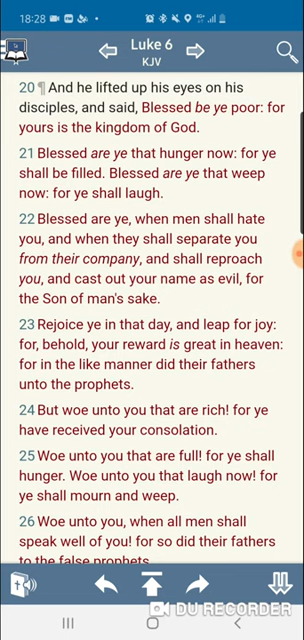 18:28
Luke 6
KJV
20 ¶ And he lifted up his eyes on his
disciples, and said, Blessed be ye poor: for
yours is the kingdom of God.
21 Blessed are ye that hunger now: for ye
shall be filled. Blessed are ye that weep
now: for ye shall laugh.
22 Blessed are ye, when men shall hate
you, and when they shall separate you
from their company, and shall reproach
you, and cast out your name as evil, for
the Son of man's sake.
23 Rejoice ye in that day, and leap for joy:
for, behold, your reward is great in heaven:
for in the like manner did their fathers
unto the prophets.
24 But woe unto you that are rich! for ye
have received your consolation.
25 Woe unto you that are full! for ye shall
hunger. Woe unto you that laugh now! for
ye shall mourn and weep.
26 Woe unto you, when all men shall
speak well of you! for so did their fathers
to the false prophets.
DU RECORDER